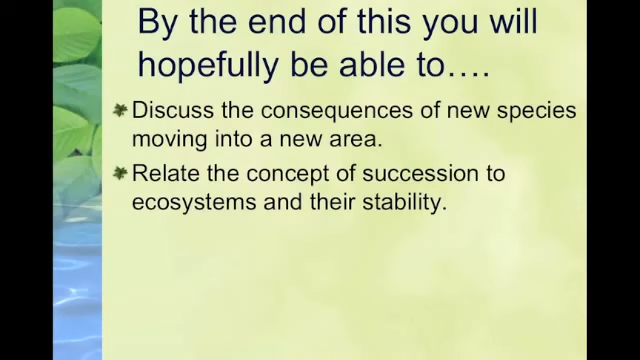 By the end of this you will
hopefully be able to….
Discuss the consequences of new species
moving into a new area.
Relate the concept of succession to
ecosystems and their stability.